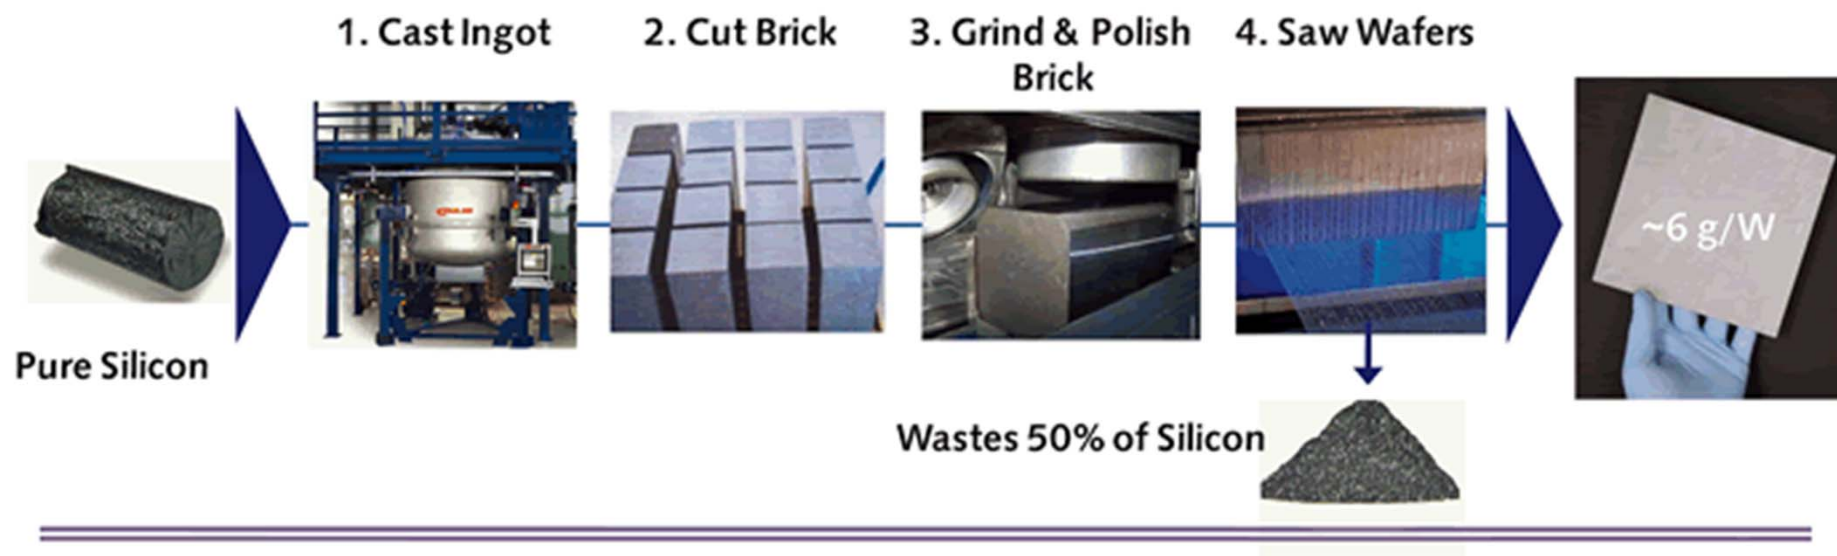 1. Cast Ingot
2. Cut Brick
3. Grind & Polish
Brick
4. Saw Wafers
Pure Silicon
~6 g/W
Wastes 50% of Silicon